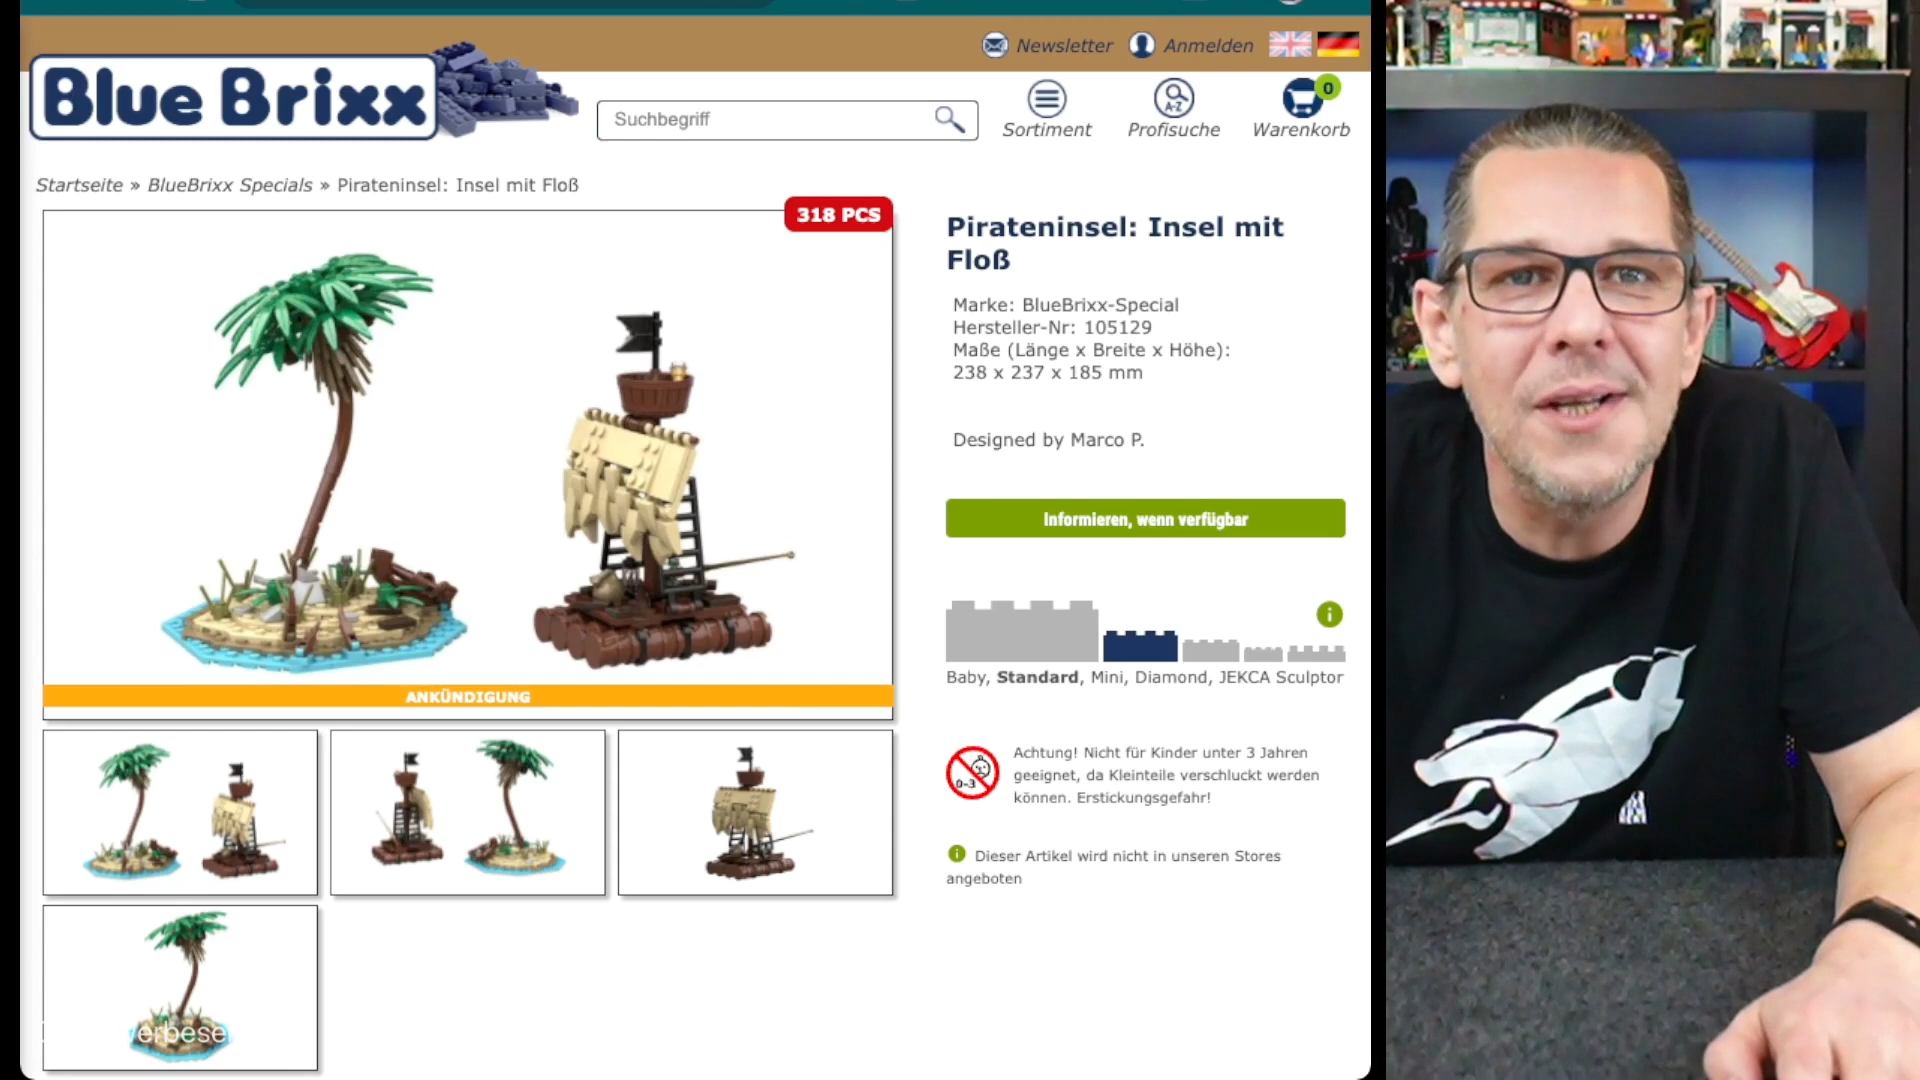 Newsletter
Anmelden
Blue Brixx
Suchbegriff
A-Z
0
Sortiment
Profisuche
Warenkorb
Startseite » BlueBrixx Specials » Pirateninsel: Insel mit Floß
318 PCS
Pirateninsel: Insel mit
Floß
Marke: BlueBrixx-Special
Hersteller-Nr: 105129
Maße (Länge x Breite x Höhe):
238 x 237 x 185 mm
Designed by Marco P.
Informieren, wenn verfügbar
i
Baby, Standard, Mini, Diamond, JEKCA Sculptor
ANKÜNDIGUNG
0-3
Achtung! Nicht für Kinder unter 3 Jahren
geeignet, da Kleinteile verschluckt werden
können. Erstickungsgefahr!
i Dieser Artikel wird nicht in unseren Stores
angeboten